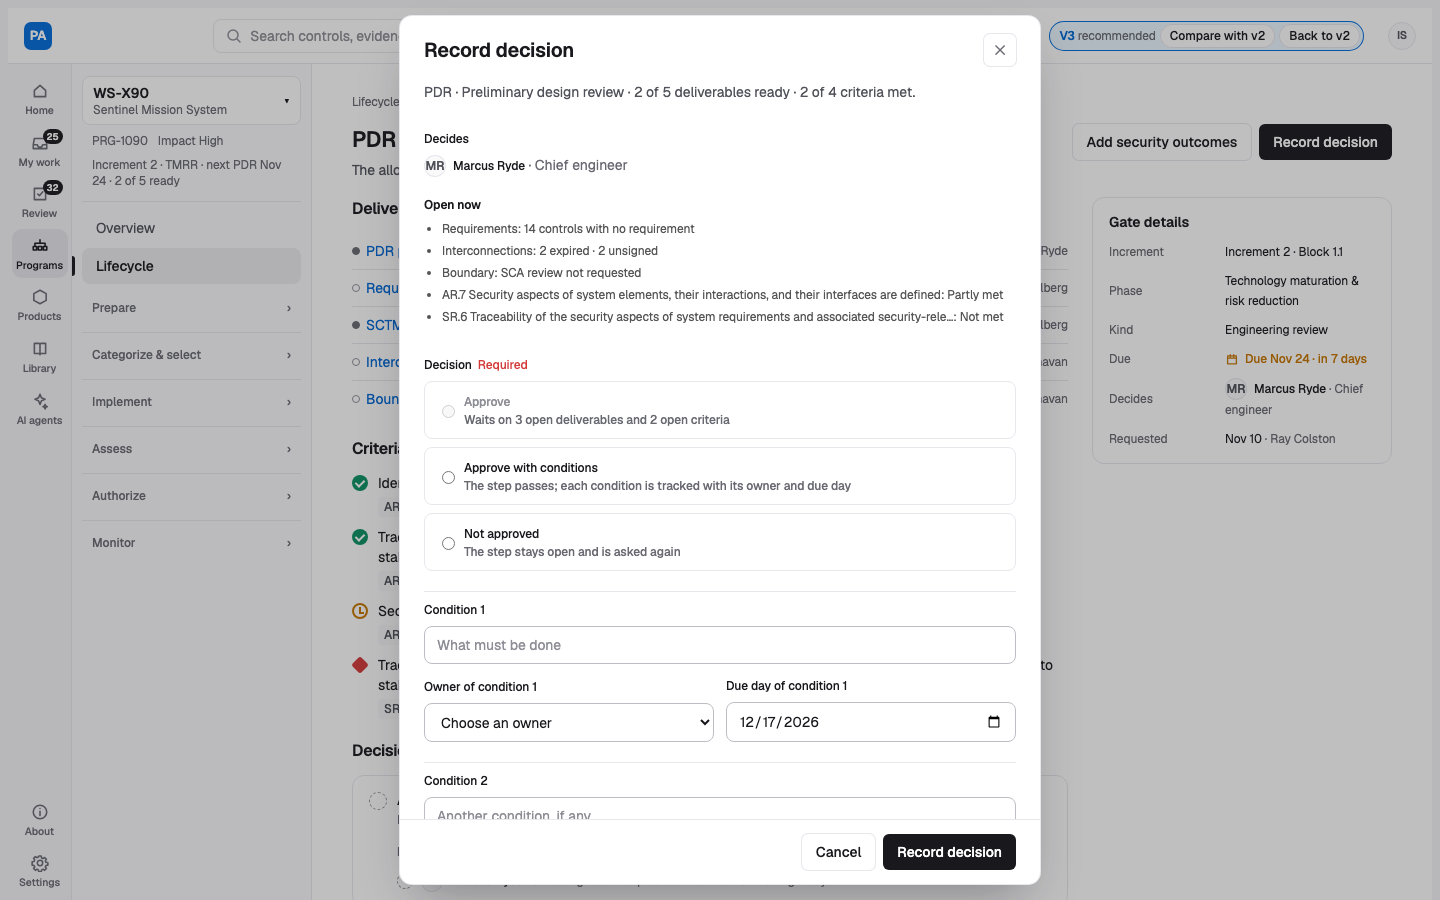 PA
Search controls, eviden
V3 recommended
Compare with v2
Back to v2
IS
Home
25
My work
32
Review
Programs
Products
Library
AI agents
About
Settings
WS-X90
Sentinel Mission System
PRG-1090 Impact High
Increment 2 · TMRR · next PDR Nov
24 · 2 of 5 ready
Overview
Lifecycle
Prepare
Categorize & select
Implement
Assess
Authorize
Monitor
Lifecycle
PDR
The allo
Add security outcomes
Record decision
Delive
PDR
Ryde
Requ
lberg
SCTM
lberg
Interc
navan
Boun
navan
Criteria
Iden
AR
Trac
stal
AR
Sec
AR
Trac
to
stal
SR
Decisio
Gate details
Increment
Increment 2 · Block 1.1
Phase
Technology maturation &
risk reduction
Kind
Engineering review
Due
Due Nov 24 · in 7 days
Decides
MR Marcus Ryde · Chief
engineer
Requested
Nov 10 · Ray Colston
Record decision
PDR · Preliminary design review · 2 of 5 deliverables ready · 2 of 4 criteria met.
Decides
MR Marcus Ryde · Chief engineer
Open now
• Requirements: 14 controls with no requirement
• Interconnections: 2 expired · 2 unsigned
• Boundary: SCA review not requested
• AR.7 Security aspects of system elements, their interactions, and their interfaces are defined: Partly met
• SR.6 Traceability of the security aspects of system requirements and associated security-rele…: Not met
Decision Required
Approve
Waits on 3 open deliverables and 2 open criteria
Approve with conditions
The step passes; each condition is tracked with its owner and due day
Not approved
The step stays open and is asked again
Condition 1
What must be done
Owner of condition 1
Choose an owner
Due day of condition 1
12/17/2026
Condition 2
Another condition, if any
Cancel
Record decision